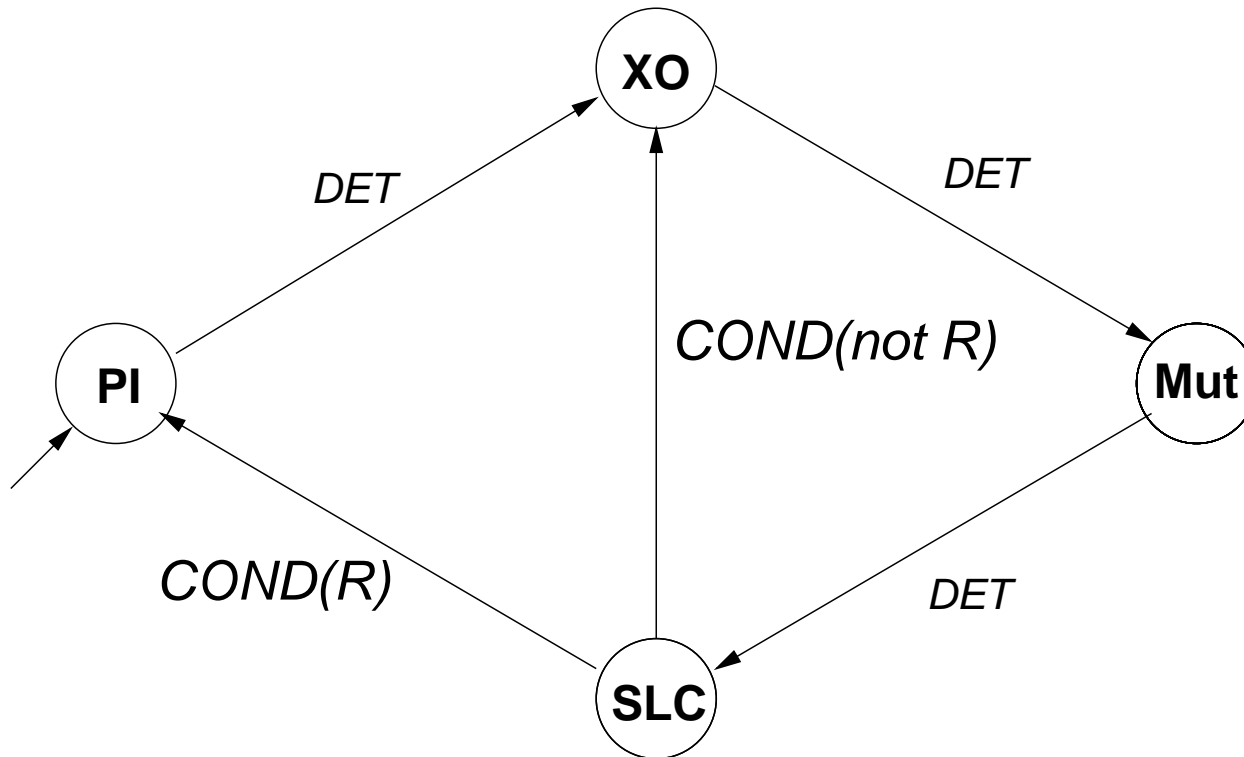 XO
DET
DET
COND(not R)
PI
Mut
COND(R)
DET
SLC